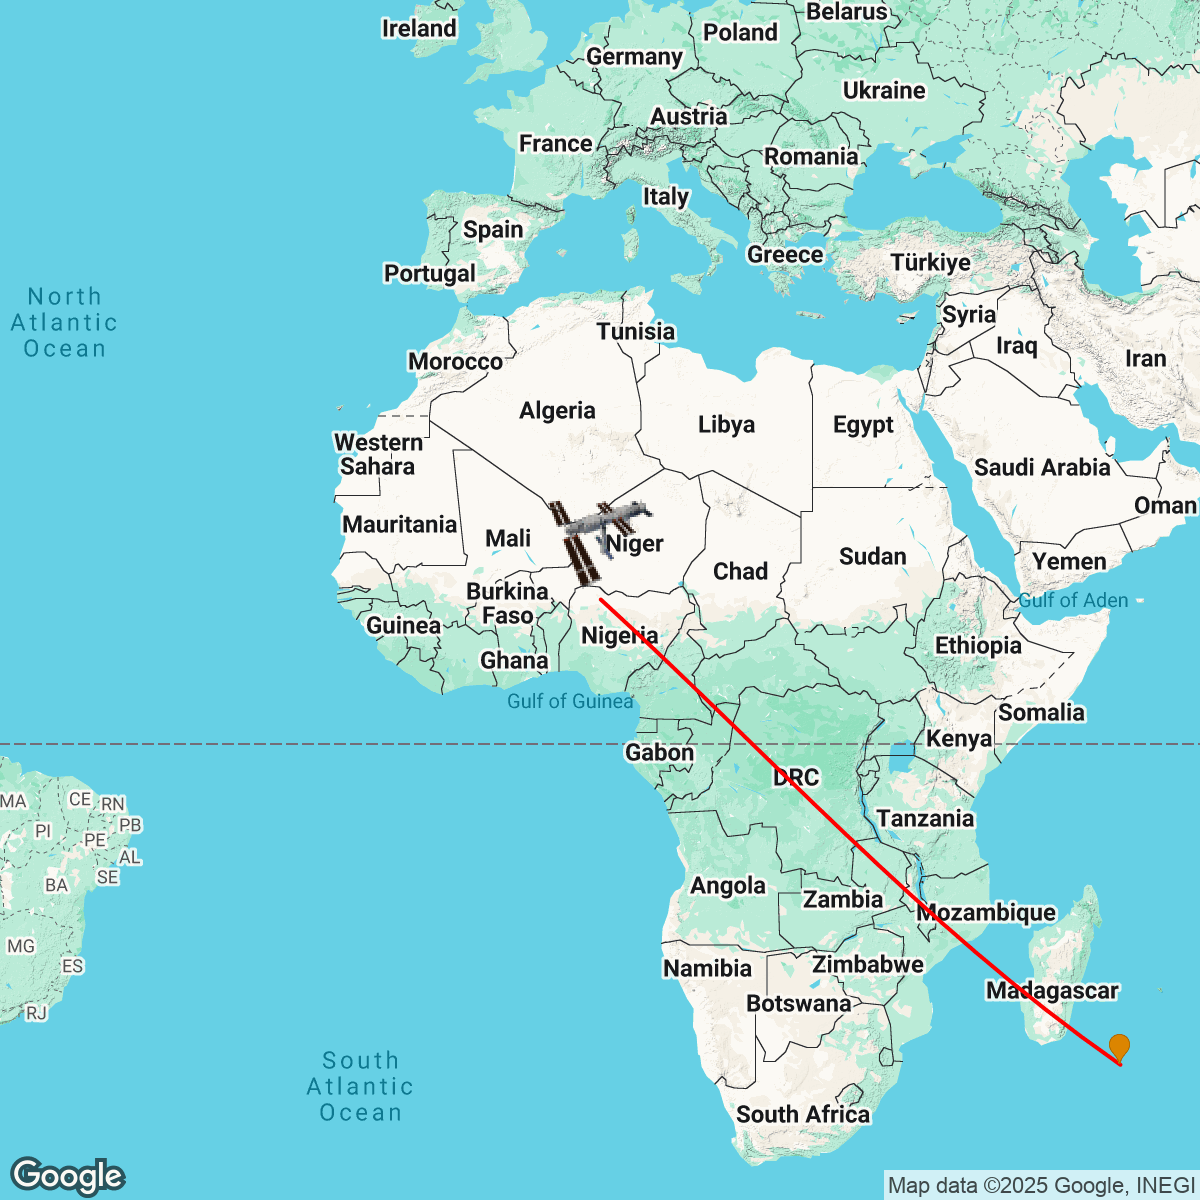 Belarus
Ireland
Poland
Germany
Ukraine
Austria
France
Romania
Italy
Spain
Greece
Türkiye
Portugal
North
Atlantic
Ocean
Syria
Tunisia
Iraq
Iran
Morocco
Algeria
Libya
Egypt
Western
Sahara
Saudi Arabia
Oman
Mauritania
Mali
Niger
Sudan
Yemen
Chad
Burkina
Faso
Gulf of Aden
Guinea
Nigeria
Ethiopia
Ghana
Gulf of Guinea
Somalia
Kenya
Gabon
DRC
MA
CE
RN
PI
PB
Tanzania
PE
AL
SE
BA
Angola
Zambia
Mozambique
MG
ES
Namibia
Zimbabwe
Botswana
Madagascar
RJ
South
Atlantic
Ocean
South Africa
Google
Map data ©2025 Google, INEGI